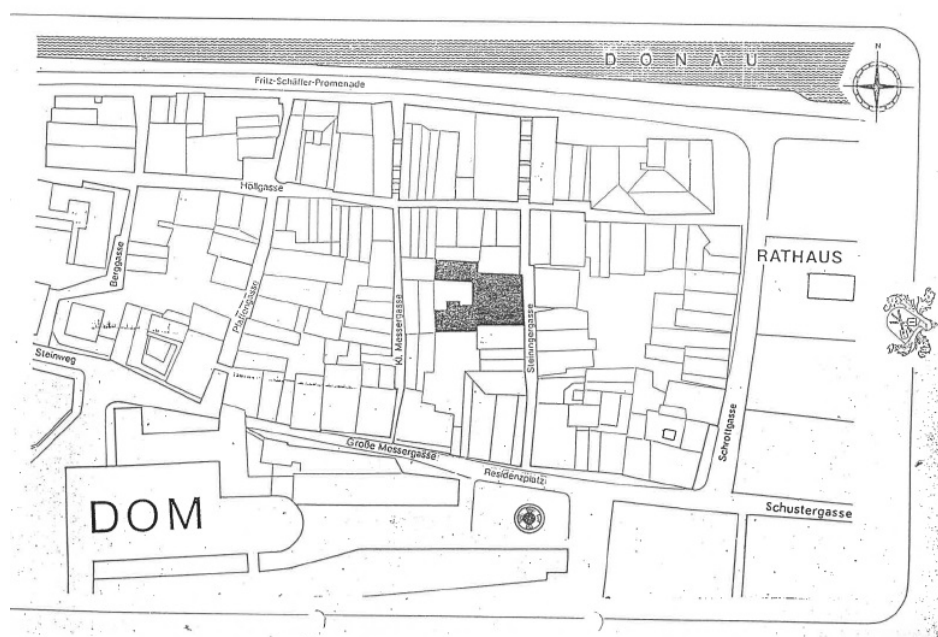 DONAU
N
Fritz-Schäffer-Promenade
Höllgasse
RATHAUS
Berggasse
Pfaffengasse
Kl. Messergasse
Steiningergasse
Steinweg
Schrottgasse
Große Messergasse
Residenzplatz
DOM
Schustergasse